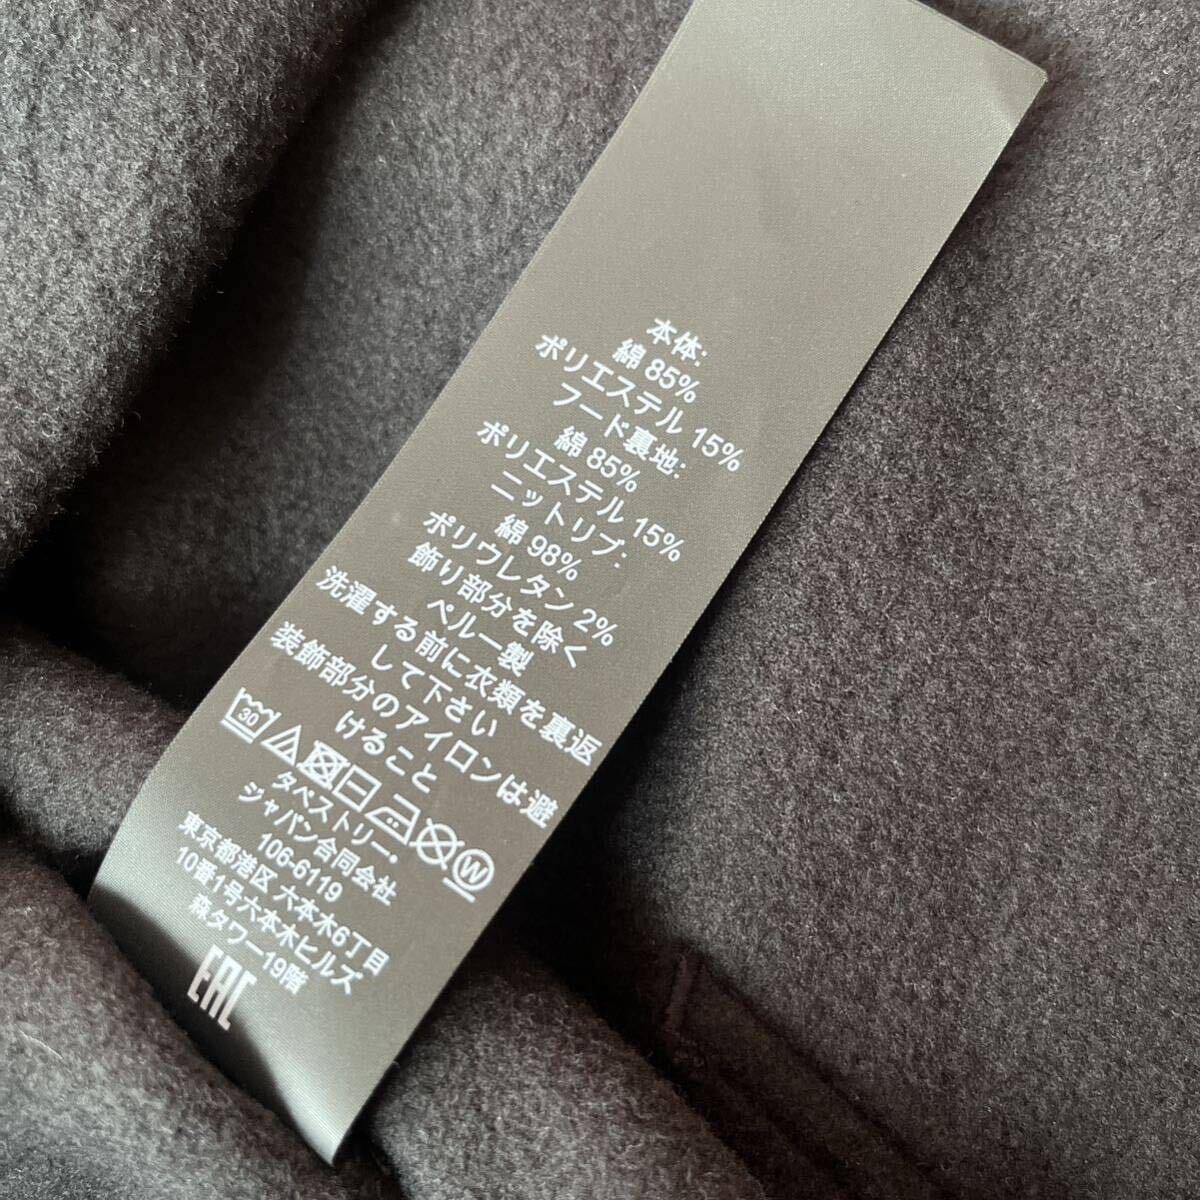 本体:
綿 85%
ポリエステル 15%
フード裏地:
綿 85%
ポリエステル 15%
ニットリブ:
綿 98%
ポリウレタン 2%
飾り部分を除く
ペルー製
洗濯する前に衣類を裏返
して下さい
装飾部分のアイロンは避
けること
30 W
タペストリー・
ジャパン合同会社
106-6119
東京都港区 六本木6丁目
10番1号六本木ヒルズ
森タワー19階
EAC